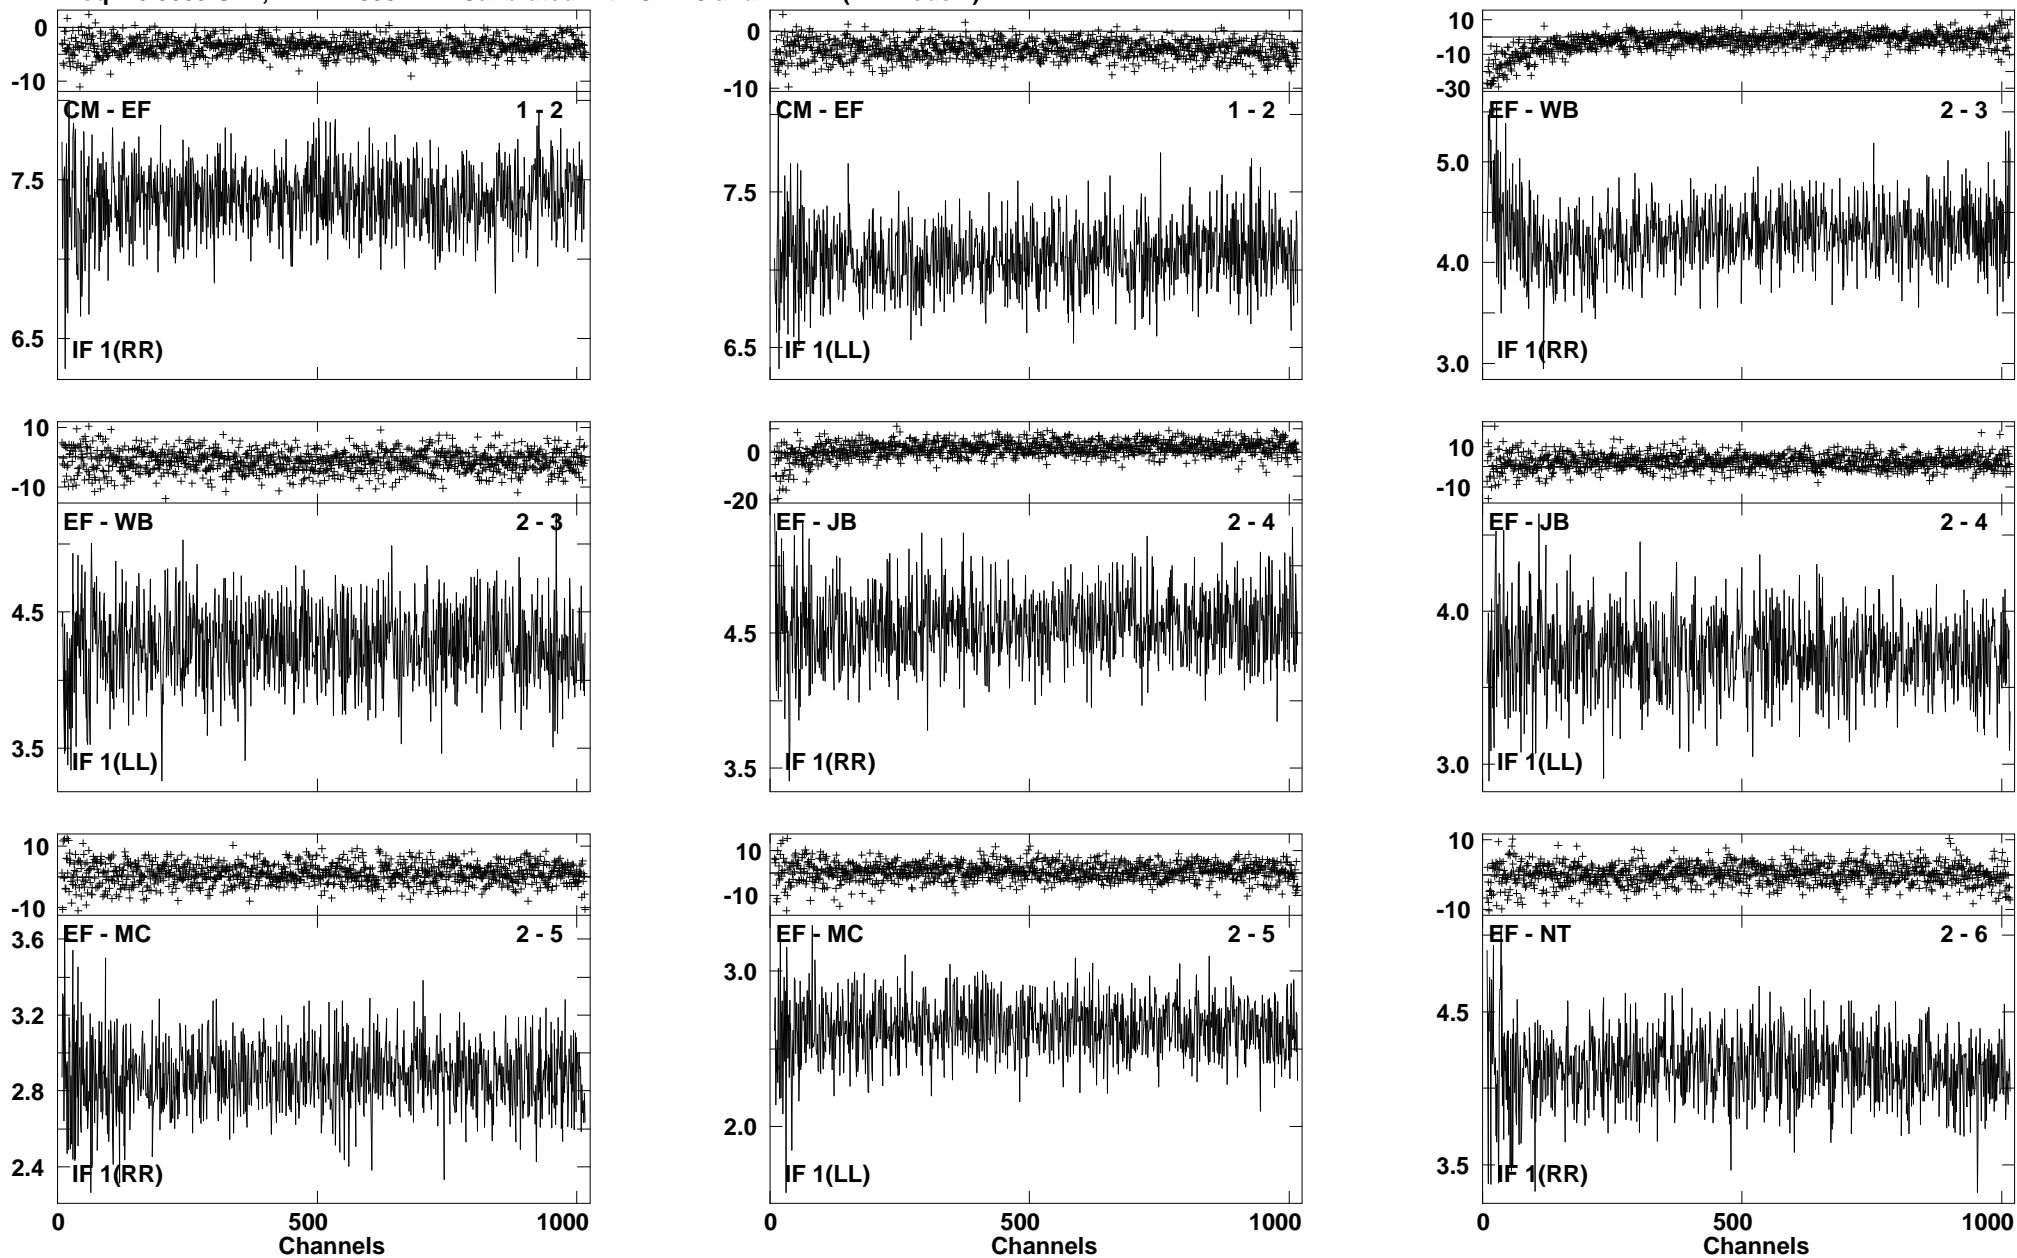 0
-10
CM - EF 1 - 2
7.5
6.5
IF 1(RR)
0
-10
CM - EF 1 - 2
7.5
6.5
IF 1(LL)
10
-10
-30
EF - WB 2 - 3
5.0
4.0
3.0
IF 1(RR)
10
-10
EF - WB 2 - 3
4.5
3.5
IF 1(LL)
0
-20
EF - JB 2 - 4
4.5
3.5
IF 1(RR)
10
-10
EF - JB 2 - 4
4.0
3.0
IF 1(LL)
10
-10
EF - MC 2 - 5
3.6
3.2
2.8
2.4
IF 1(RR)
0 500 1000
Channels
10
-10
EF - MC 2 - 5
3.0
2.0
IF 1(LL)
0 500 1000
Channels
10
-10
EF - NT 2 - 6
4.5
3.5
IF 1(RR)
0 500 1000
Channels